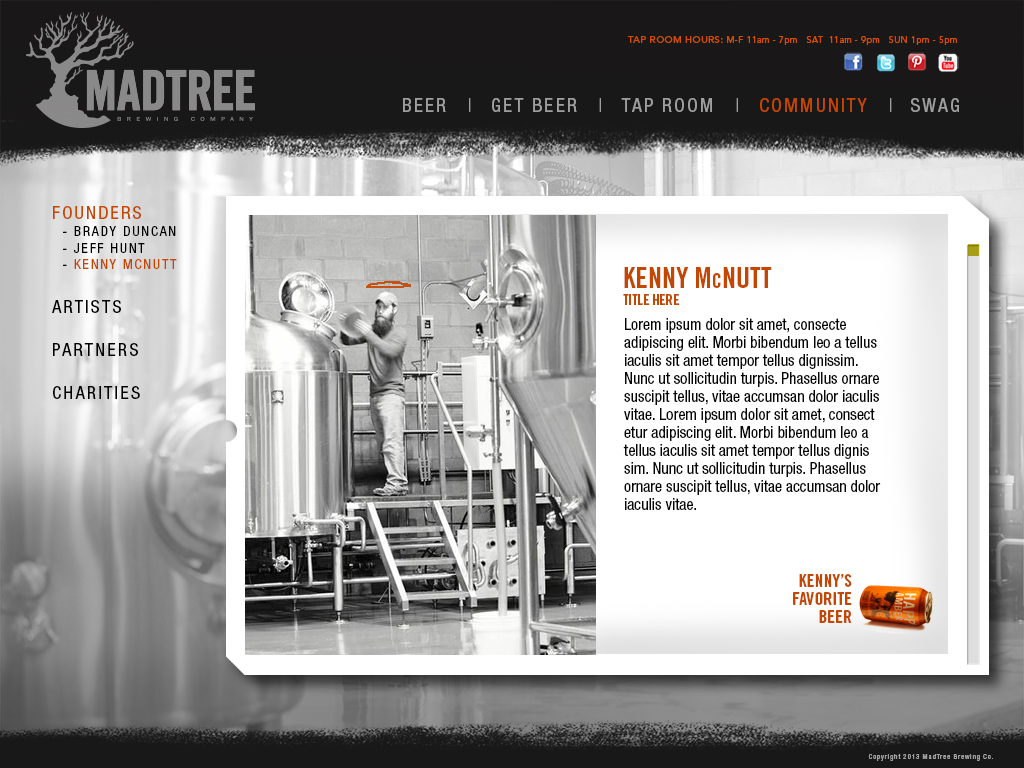 TAP ROOM HOURS: M-F 11am - 7pm SAT 11am - 9pm SUN 1pm - 5pm
You
Tube
MADTREE
BREWING COMPANY
BEER | GET BEER | TAP ROOM | COMMUNITY | SWAG
FOUNDERS
- BRADY DUNCAN
- JEFF HUNT
- KENNY MCNUTT
ARTISTS
PARTNERS
CHARITIES
KENNY McNUTT
TITLE HERE
Lorem ipsum dolor sit amet, consecte
adipiscing elit. Morbi bibendum leo a tellus
iaculis sit amet tempor tellus dignissim.
Nunc ut sollicitudin turpis. Phasellus ornare
suscipit tellus, vitae accumsan dolor iaculis
vitae. Lorem ipsum dolor sit amet, consect
etur adipiscing elit. Morbi bibendum leo a
tellus iaculis sit amet tempor tellus dignis
sim. Nunc ut sollicitudin turpis. Phasellus
ornare suscipit tellus, vitae accumsan dolor
iaculis vitae.
KENNY'S
FAVORITE
BEER
Copyright 2013 MadTree Brewing Co.